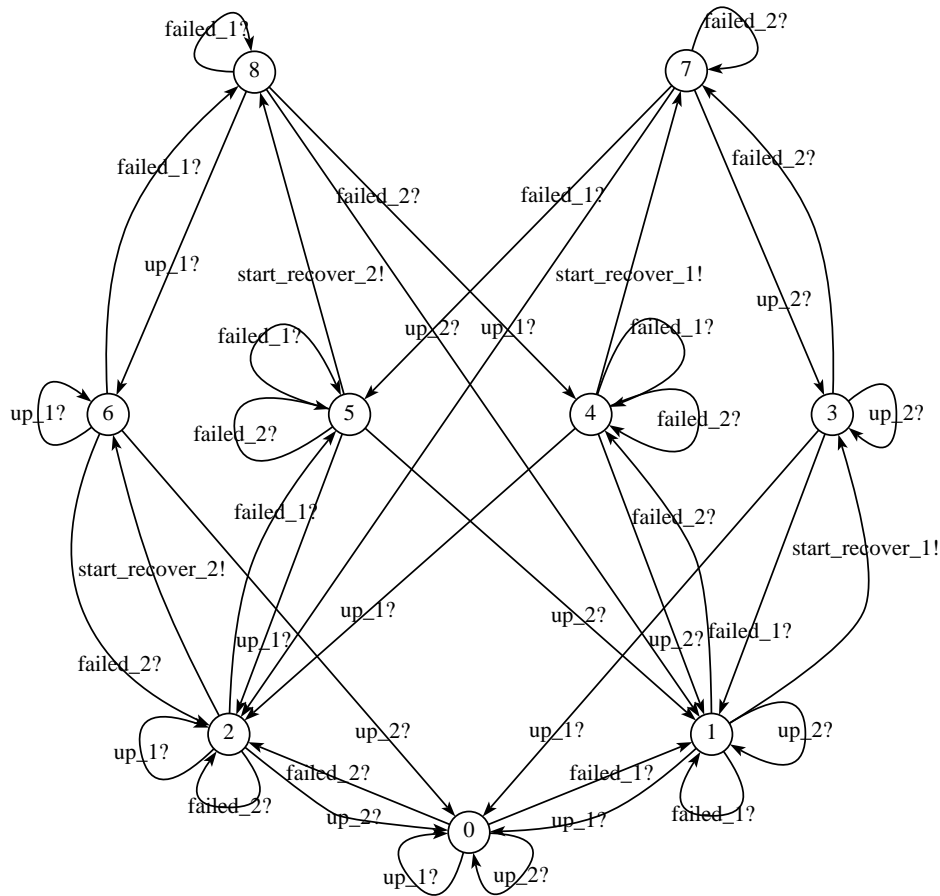 failed_1?
failed_2?
8
7
failed_1?
failed_2?
failed_2?
failed_1?
up_1?
start_recover_2!
start_recover_1!
up_2?
up_2?
up_1?
failed_1?
failed_1?
up_1?
6
5
4
3
up_2?
failed_2?
failed_2?
failed_1?
failed_2?
start_recover_1!
start_recover_2!
up_1?
up_2?
failed_1?
up_1?
up_2?
failed_2?
2
1
up_1?
up_2?
up_1?
up_2?
failed_2?
failed_1?
failed_2?
up_2?
up_1?
failed_1?
0
up_1?
up_2?